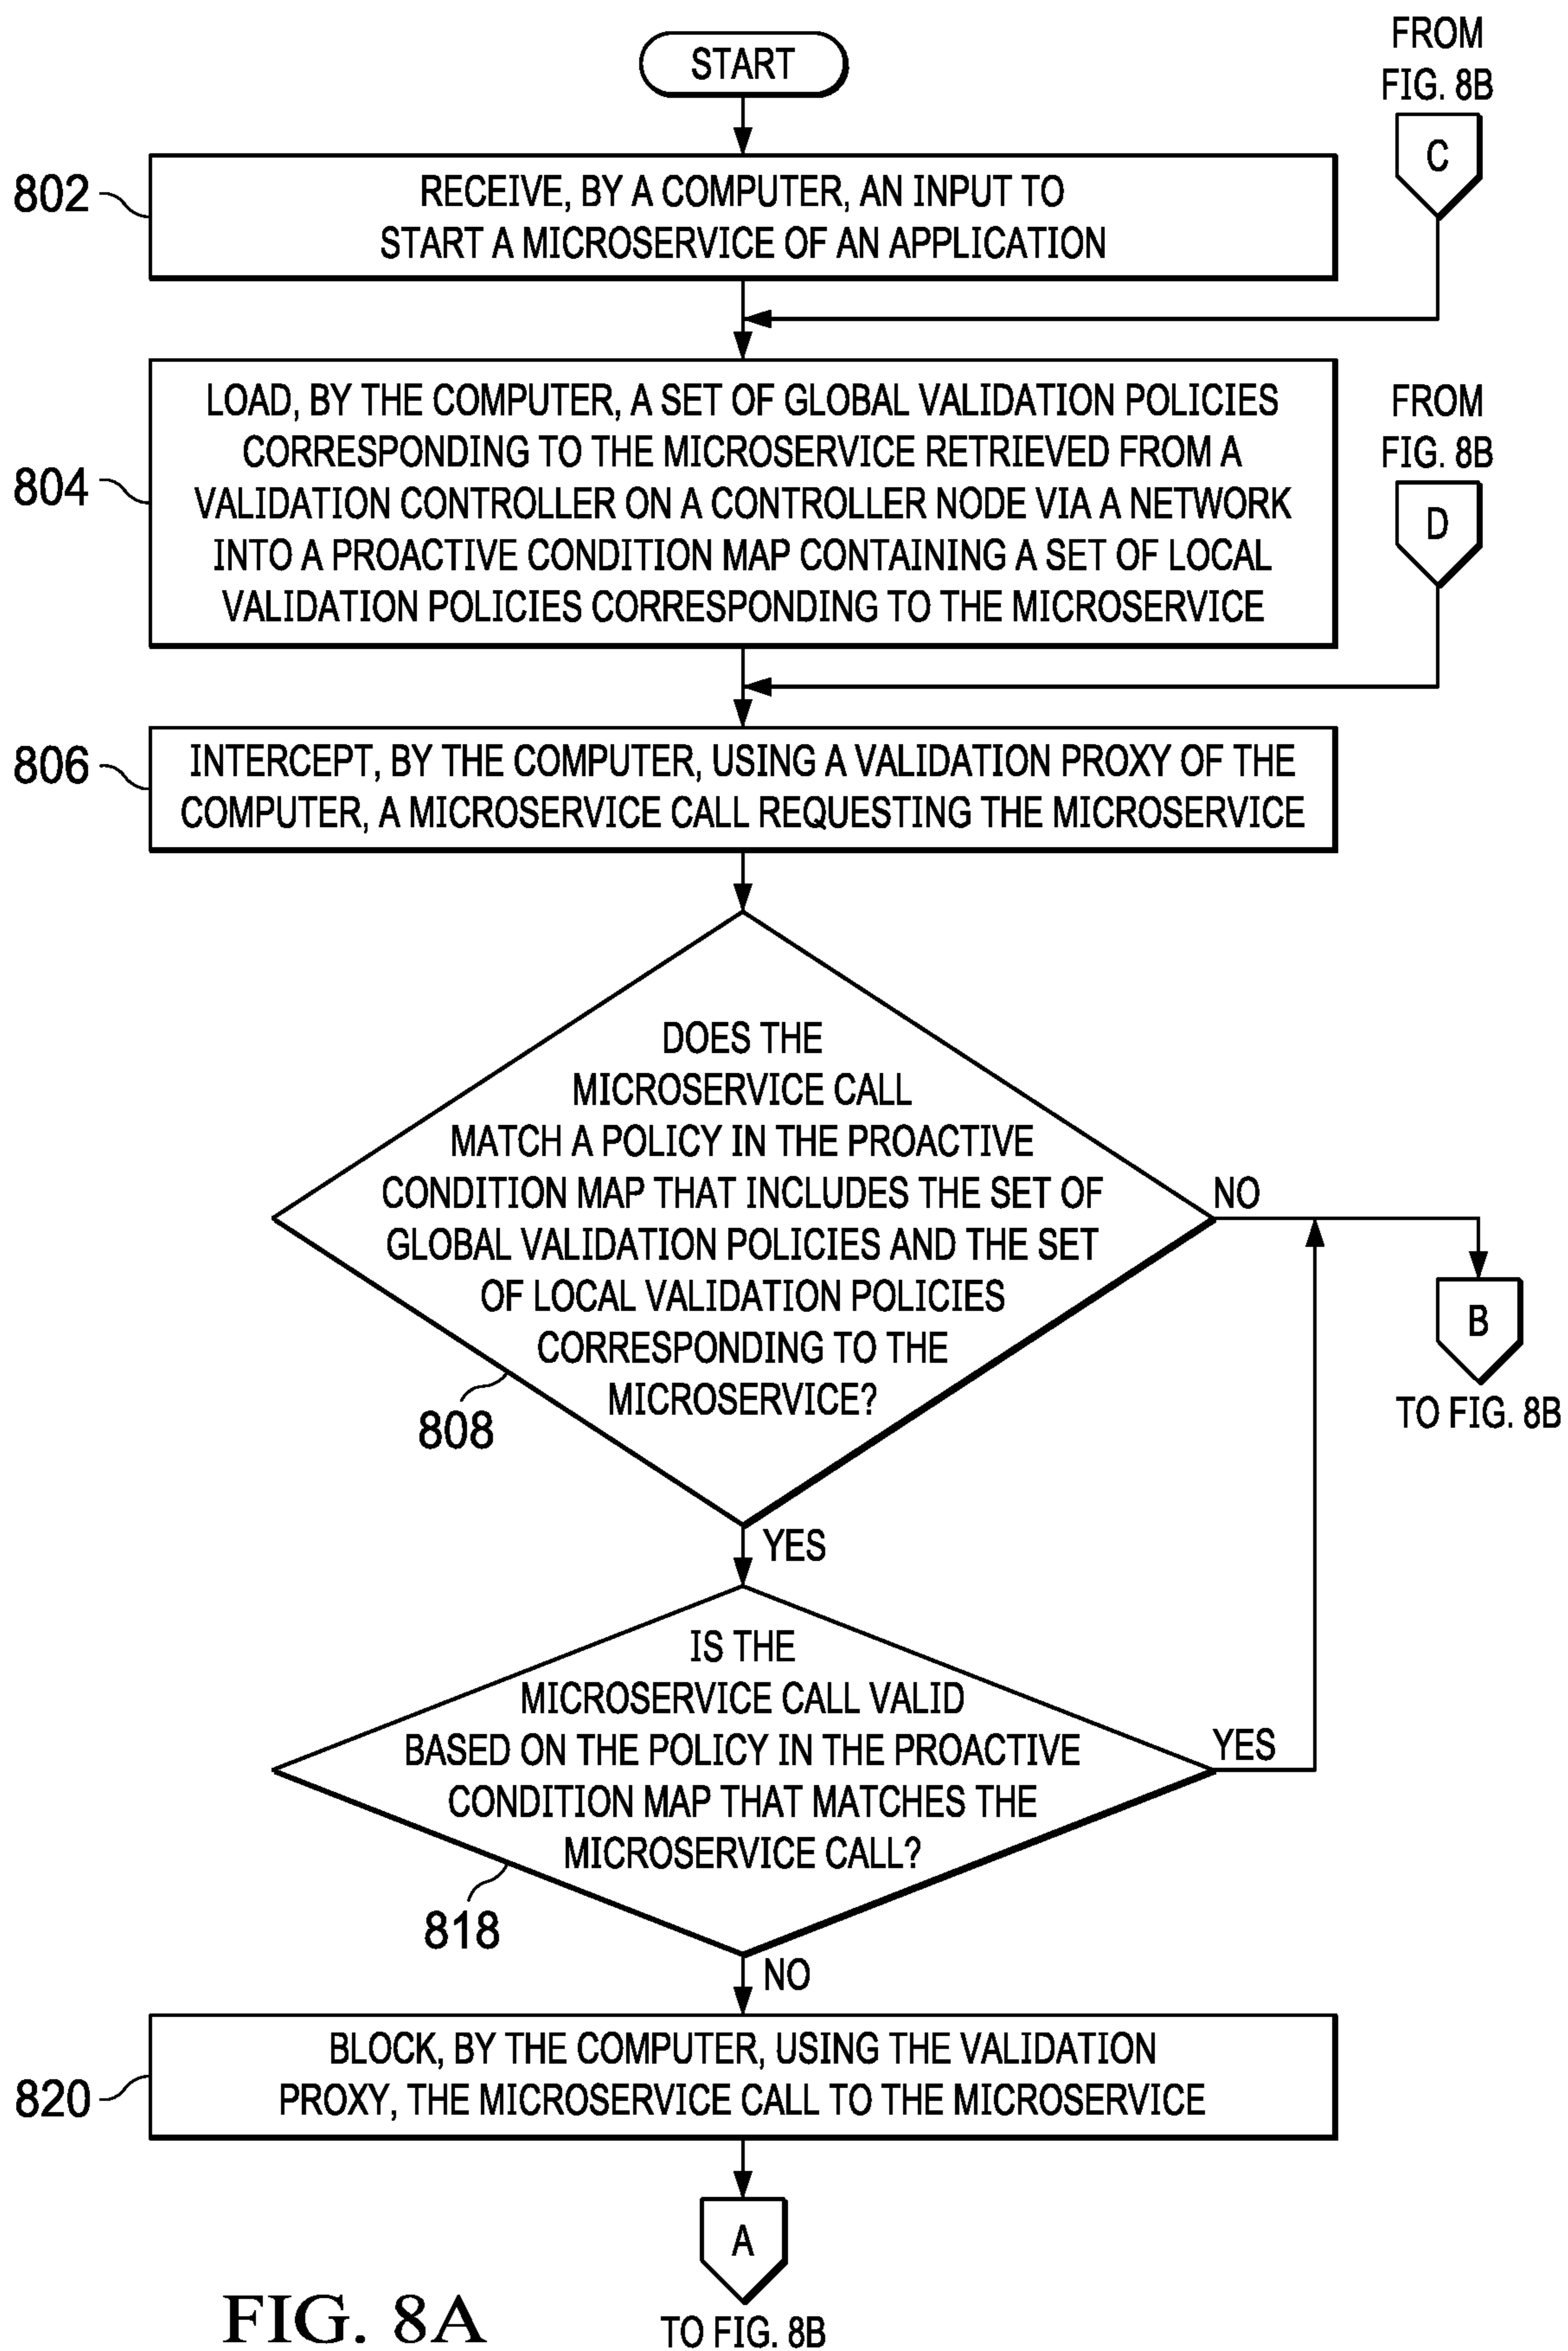 START
FROM
FIG. 8B
C
802
RECEIVE, BY A COMPUTER, AN INPUT TO
START A MICROSERVICE OF AN APPLICATION
804
LOAD, BY THE COMPUTER, A SET OF GLOBAL VALIDATION POLICIES
CORRESPONDING TO THE MICROSERVICE RETRIEVED FROM A
VALIDATION CONTROLLER ON A CONTROLLER NODE VIA A NETWORK
INTO A PROACTIVE CONDITION MAP CONTAINING A SET OF LOCAL
VALIDATION POLICIES CORRESPONDING TO THE MICROSERVICE
FROM
FIG. 8B
D
806
INTERCEPT, BY THE COMPUTER, USING A VALIDATION PROXY OF THE
COMPUTER, A MICROSERVICE CALL REQUESTING THE MICROSERVICE
DOES THE
MICROSERVICE CALL
MATCH A POLICY IN THE PROACTIVE
CONDITION MAP THAT INCLUDES THE SET OF
GLOBAL VALIDATION POLICIES AND THE SET
OF LOCAL VALIDATION POLICIES
CORRESPONDING TO THE
MICROSERVICE?
808
NO
B
TO FIG. 8B
YES
IS THE
MICROSERVICE CALL VALID
BASED ON THE POLICY IN THE PROACTIVE
CONDITION MAP THAT MATCHES THE
MICROSERVICE CALL?
818
YES
NO
820
BLOCK, BY THE COMPUTER, USING THE VALIDATION
PROXY, THE MICROSERVICE CALL TO THE MICROSERVICE
A
TO FIG. 8B
FIG. 8A